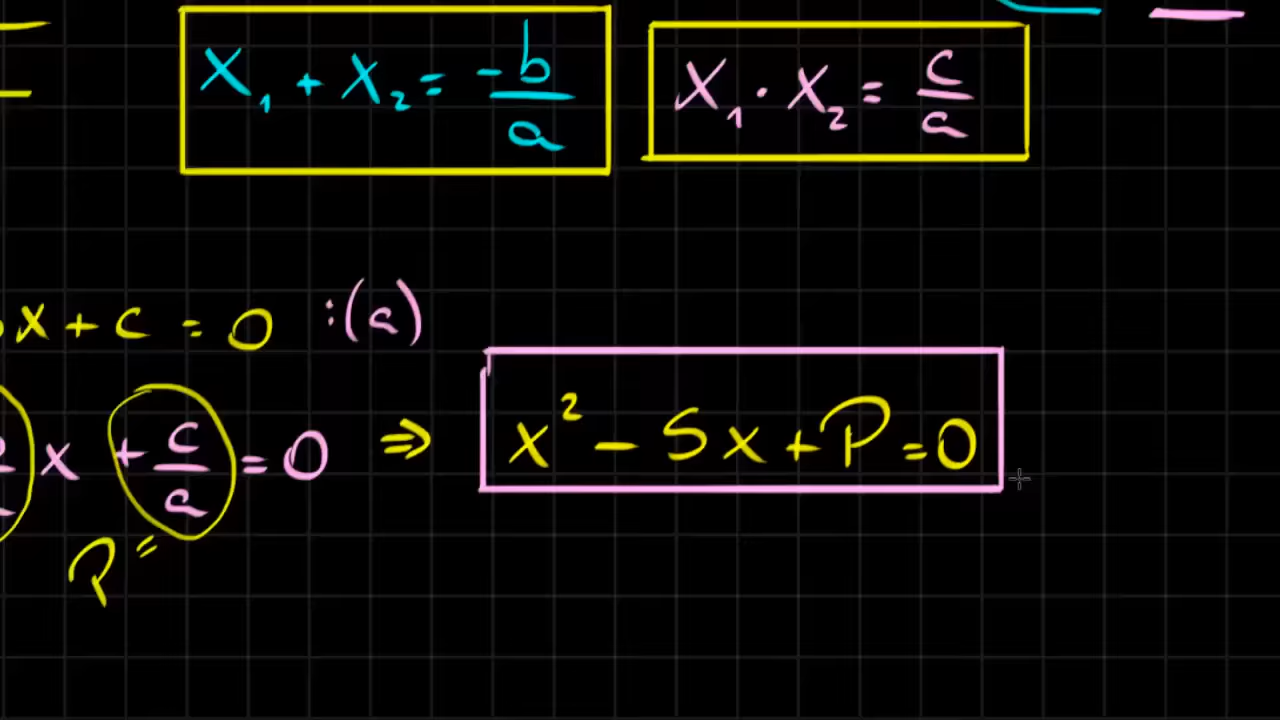 X₁ + X₂ = -b/a
X₁ · X₂ = c/a
x + c = 0 :(a)
x + c/a = 0 ⇒ x² - Sx + P = 0
P =